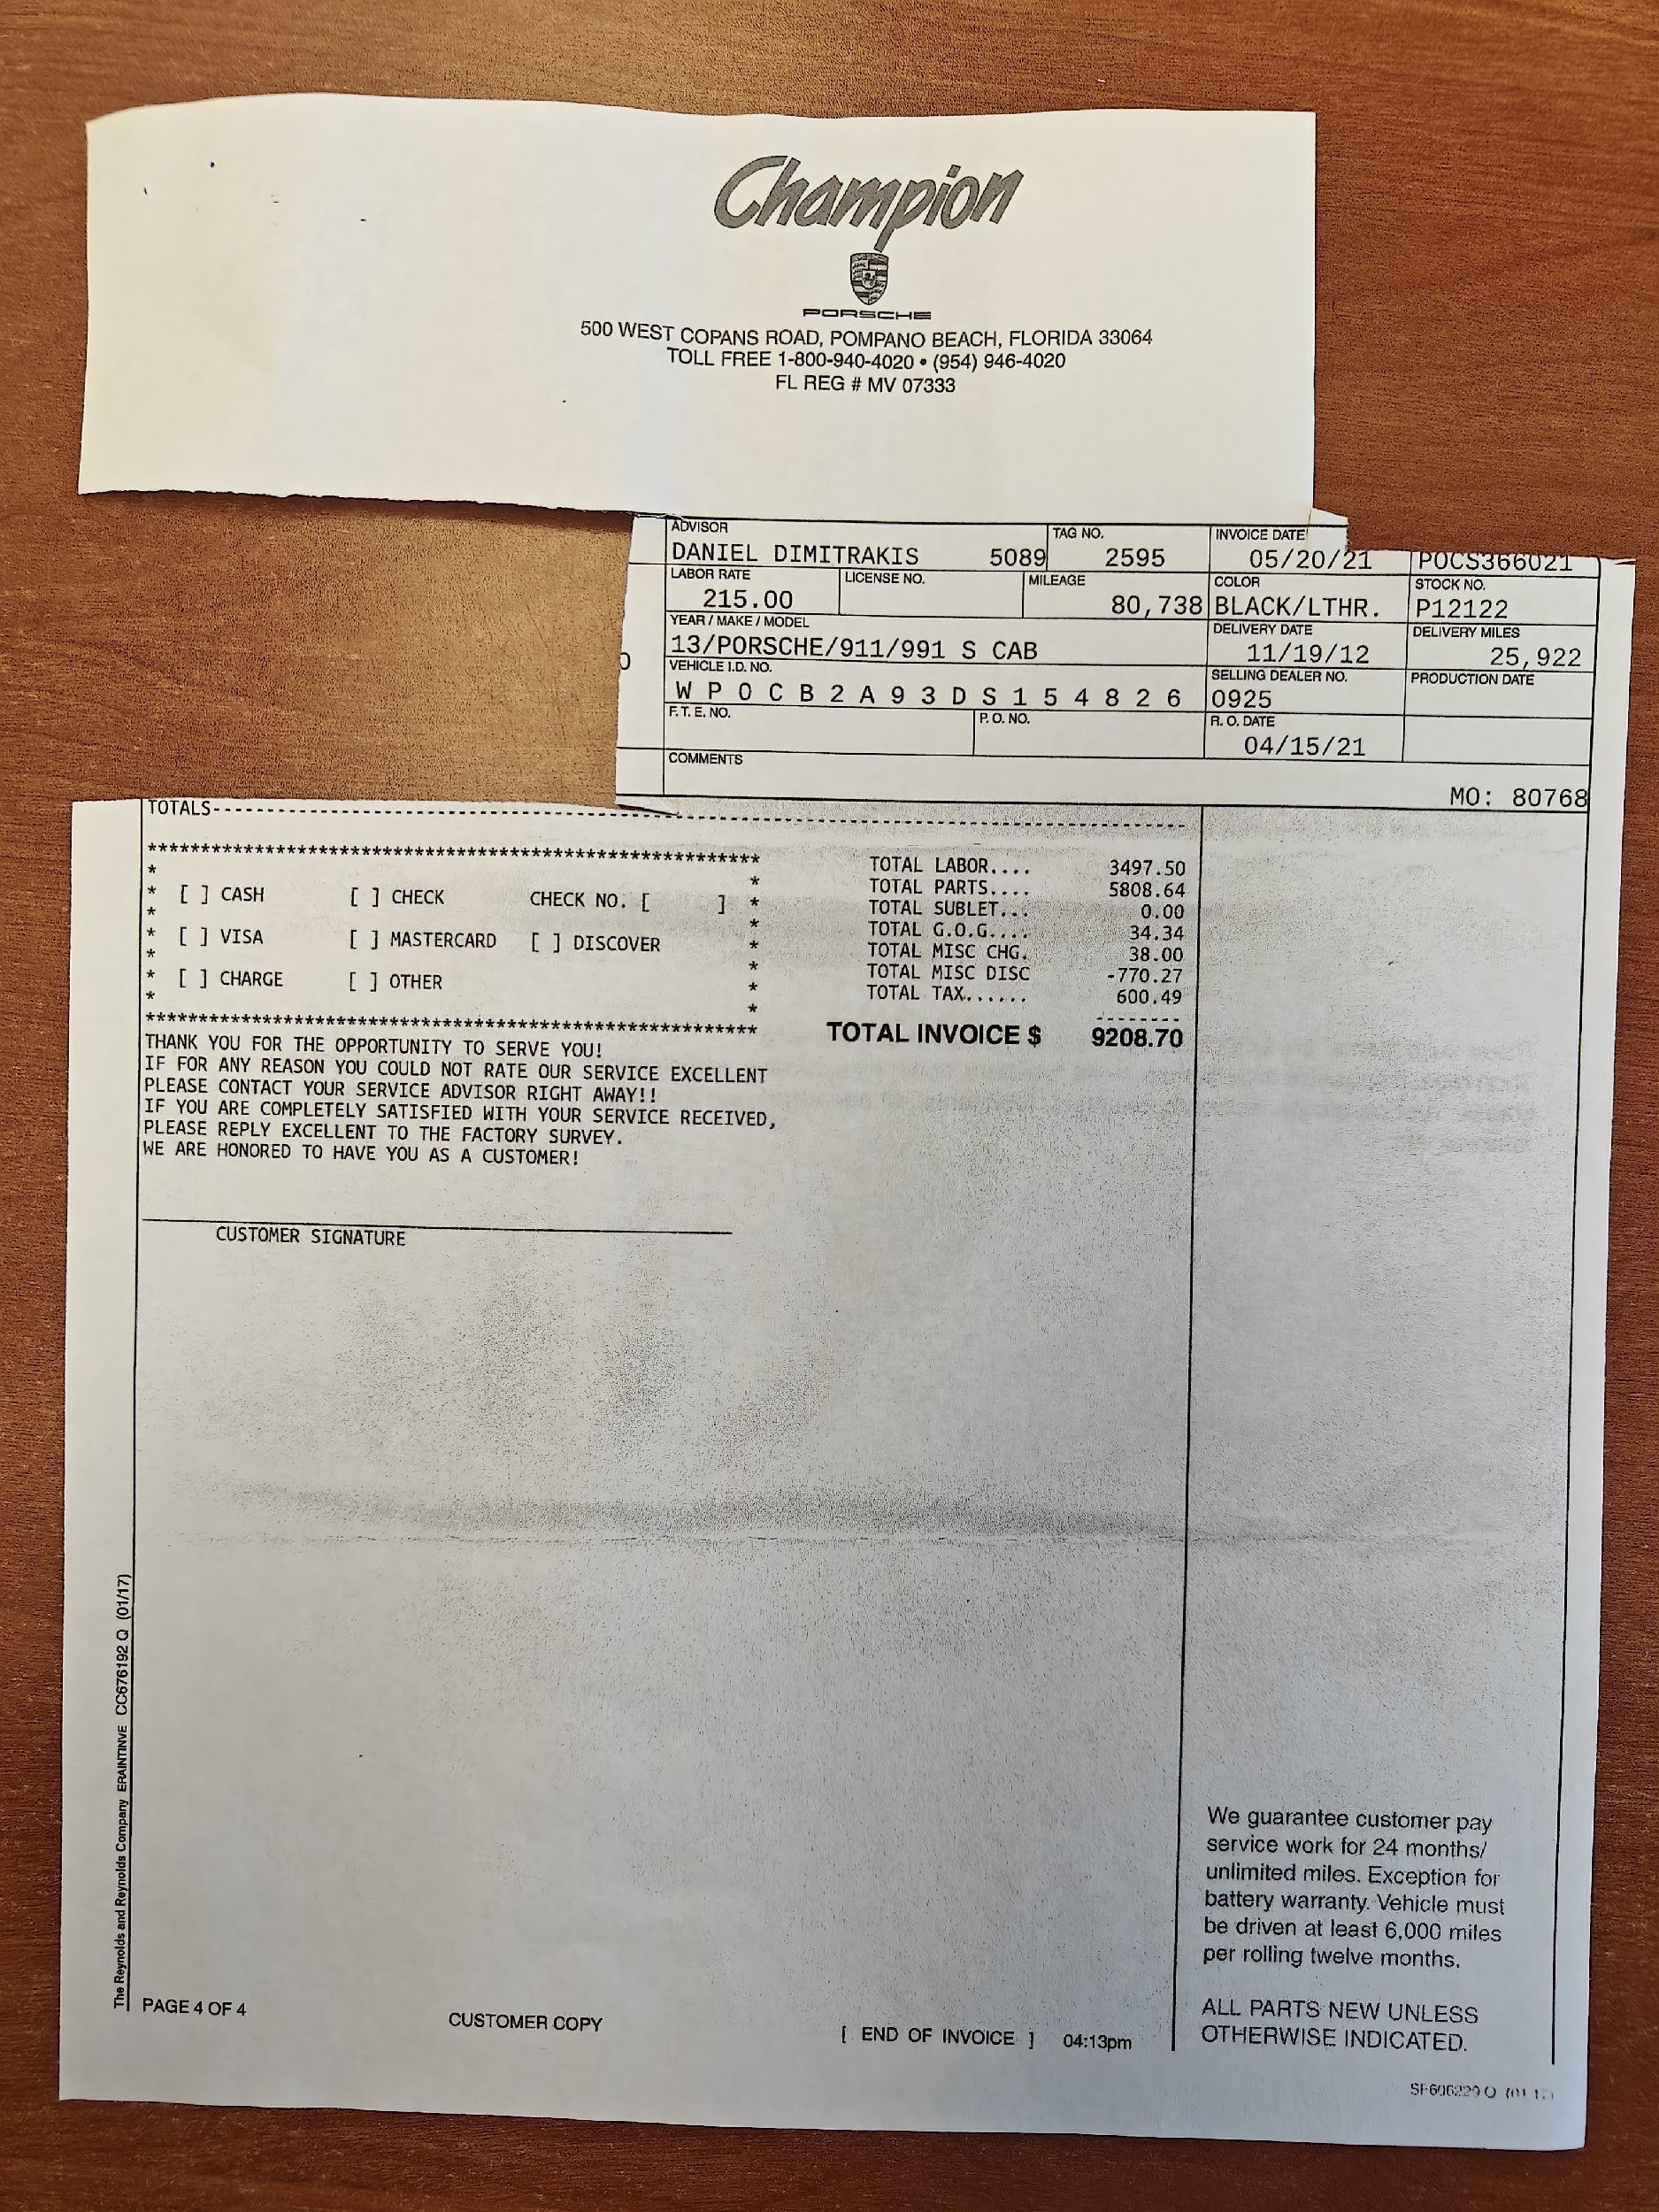 Champion
PORSCHE
500 WEST COPANS ROAD, POMPANO BEACH, FLORIDA 33064
TOLL FREE 1-800-940-4020 • (954) 946-4020
FL REG # MV 07333
ADVISOR TAG NO. INVOICE DATE
DANIEL DIMITRAKIS 5089 2595 05/20/21 POCS366021
LABOR RATE LICENSE NO. MILEAGE COLOR STOCK NO.
215.00 80,738 BLACK/LTHR. P12122
YEAR / MAKE / MODEL DELIVERY DATE DELIVERY MILES
13/PORSCHE/911/991 S CAB 11/19/12 25,922
VEHICLE I.D. NO. SELLING DEALER NO. PRODUCTION DATE
W P 0 C B 2 A 9 3 D S 1 5 4 8 2 6 0925
F. T. E. NO. P. O. NO. R. O. DATE
04/15/21
COMMENTS
MO: 80768
TOTALS--------------------------------------------------------------------------------
********************************************************** TOTAL LABOR.... 3497.50
* * TOTAL PARTS.... 5808.64
* [ ] CASH [ ] CHECK CHECK NO. [ ] * TOTAL SUBLET... 0.00
* * TOTAL G.O.G.... 34.34
* [ ] VISA [ ] MASTERCARD [ ] DISCOVER * TOTAL MISC CHG. 38.00
* * TOTAL MISC DISC -770.27
* [ ] CHARGE [ ] OTHER * TOTAL TAX...... 600.49
* * --------
********************************************************** TOTAL INVOICE $ 9208.70
THANK YOU FOR THE OPPORTUNITY TO SERVE YOU!
IF FOR ANY REASON YOU COULD NOT RATE OUR SERVICE EXCELLENT
PLEASE CONTACT YOUR SERVICE ADVISOR RIGHT AWAY!!
IF YOU ARE COMPLETELY SATISFIED WITH YOUR SERVICE RECEIVED,
PLEASE REPLY EXCELLENT TO THE FACTORY SURVEY.
WE ARE HONORED TO HAVE YOU AS A CUSTOMER!
CUSTOMER SIGNATURE
The Reynolds and Reynolds Company ERAINTINVE CC676192 Q (01/17)
We guarantee customer pay
service work for 24 months/
unlimited miles. Exception for
battery warranty. Vehicle must
be driven at least 6,000 miles
per rolling twelve months.
ALL PARTS NEW UNLESS
OTHERWISE INDICATED.
PAGE 4 OF 4 CUSTOMER COPY [ END OF INVOICE ] 04:13pm